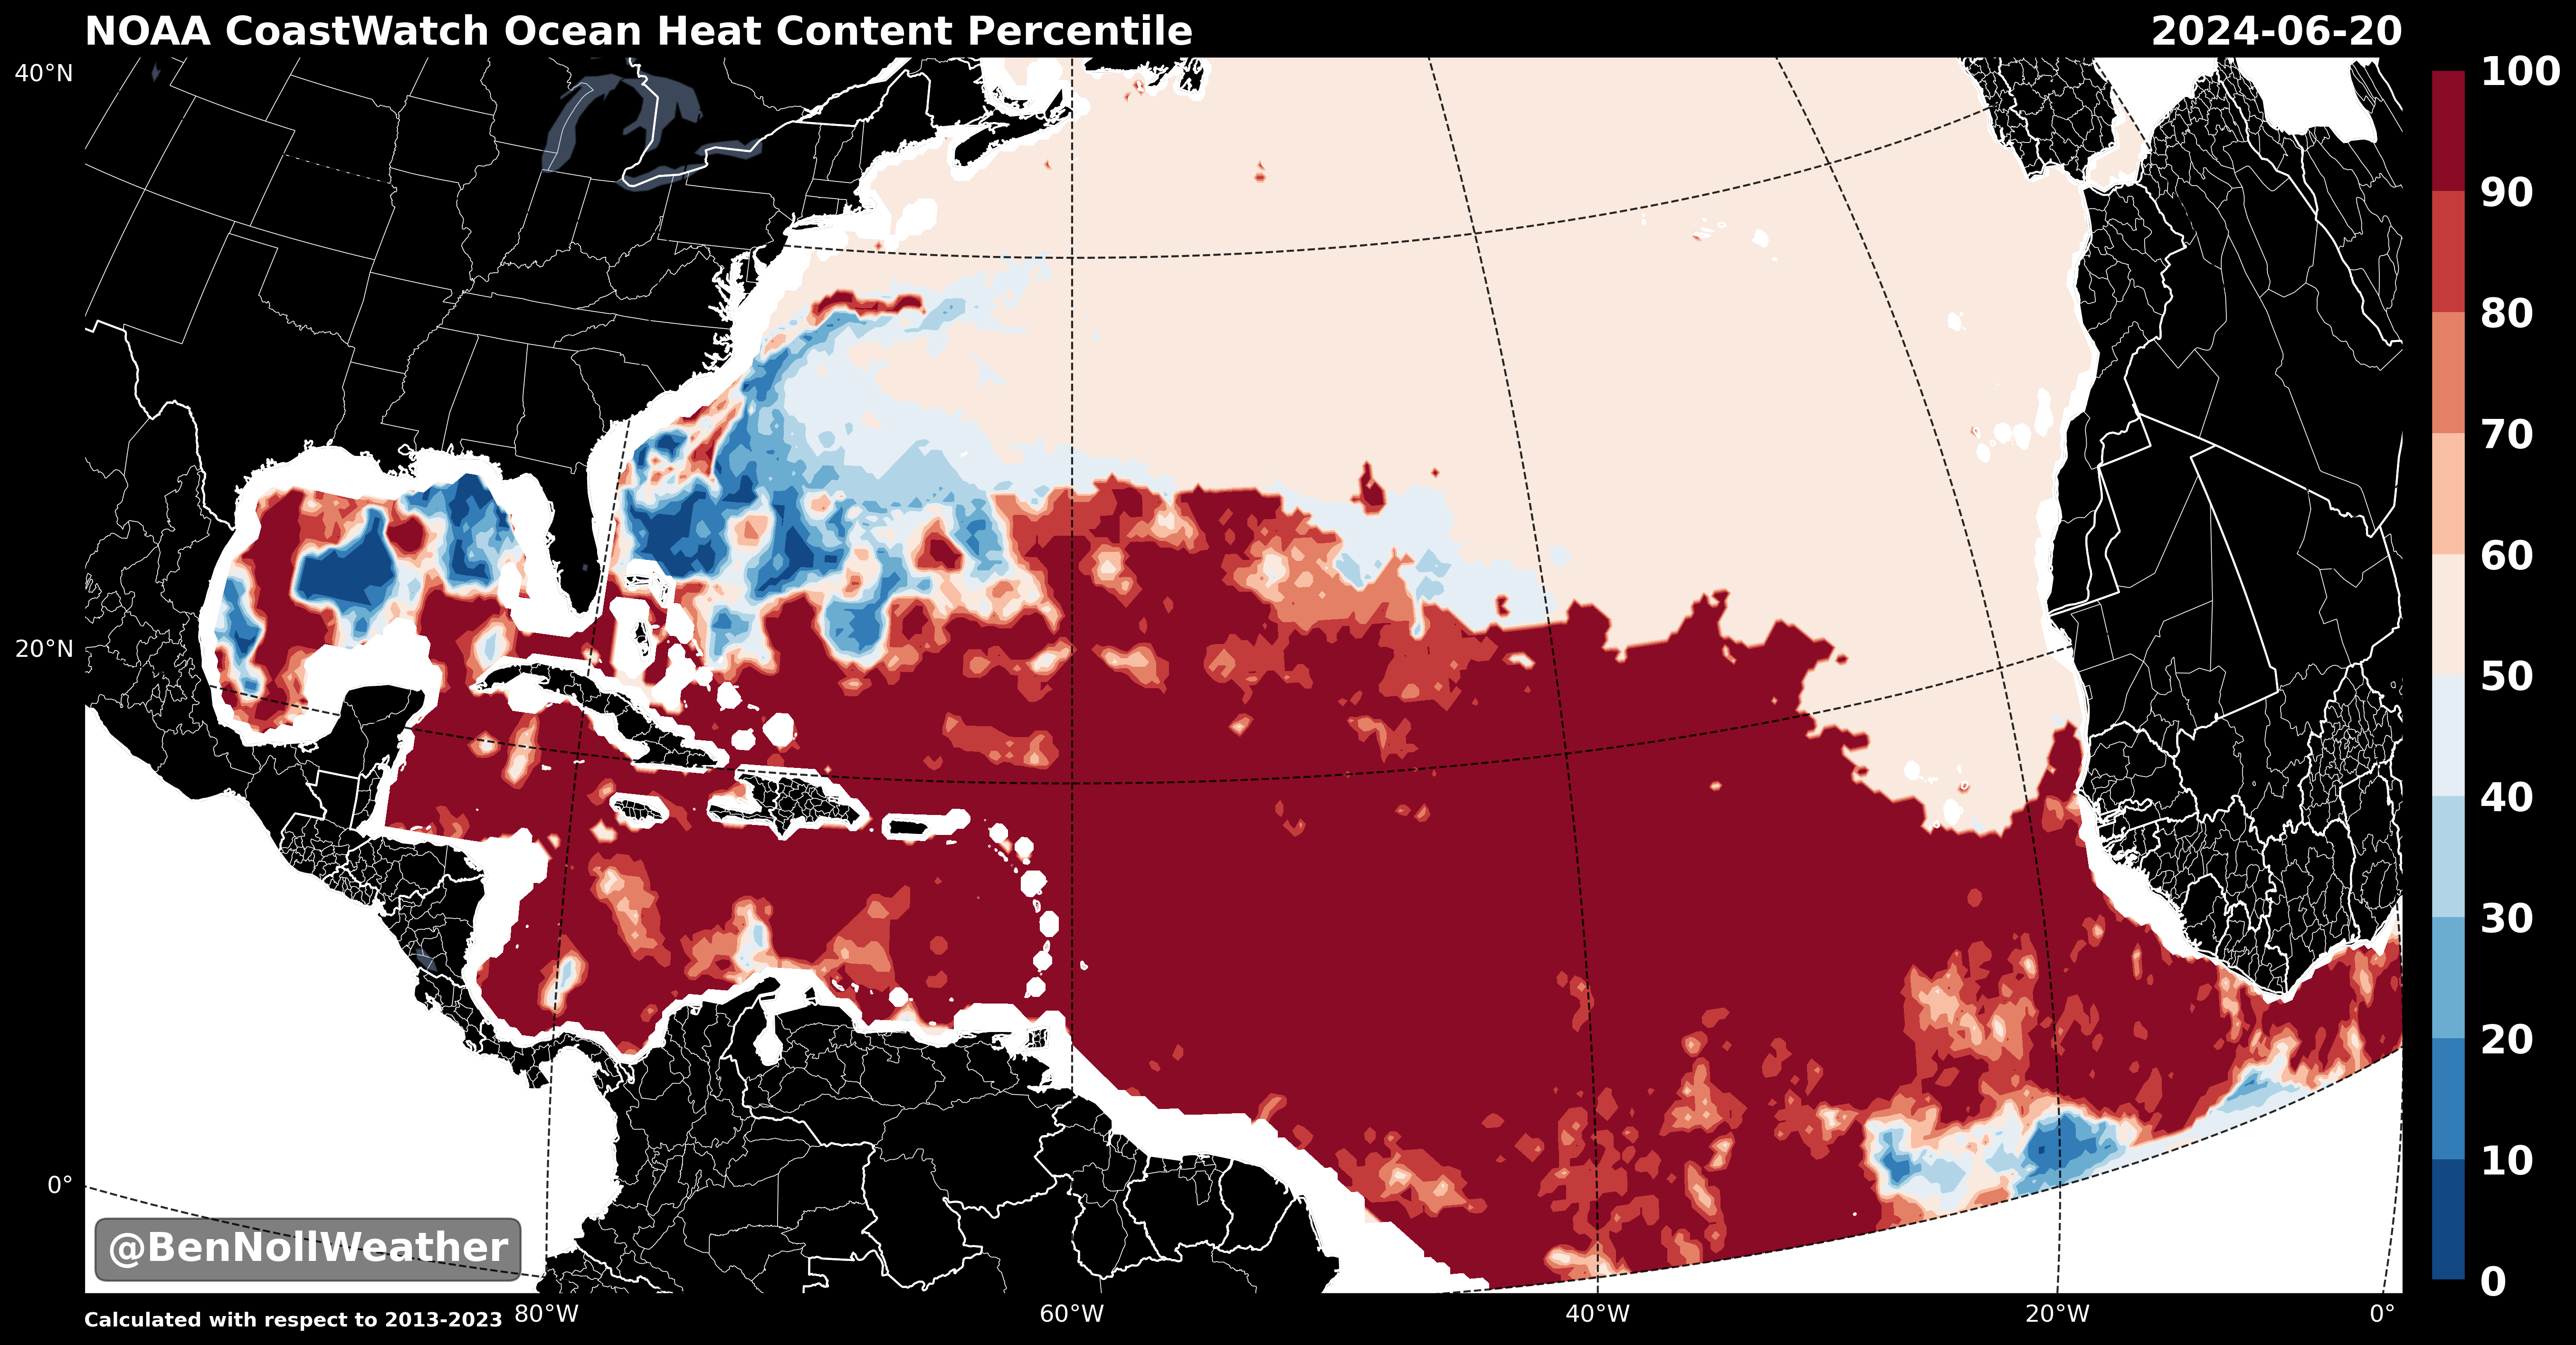 NOAA CoastWatch Ocean Heat Content Percentile
2024-06-20
40°N
20°N
0°
100
90
80
70
60
50
40
30
20
10
0
@BenNollWeather
Calculated with respect to 2013-2023
80°W
60°W
40°W
20°W
0°